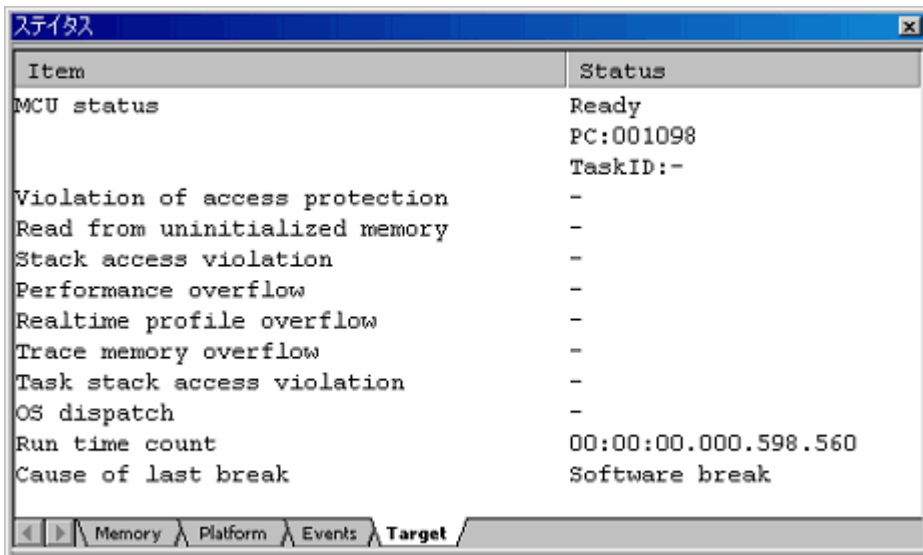 ステイタス
Item Status
MCU status Ready
PC:001098
TaskID:-
Violation of access protection -
Read from uninitialized memory -
Stack access violation -
Performance overflow -
Realtime profile overflow -
Trace memory overflow -
Task stack access violation -
OS dispatch -
Run time count 00:00:00.000.598.560
Cause of last break Software break
Memory Platform Events Target